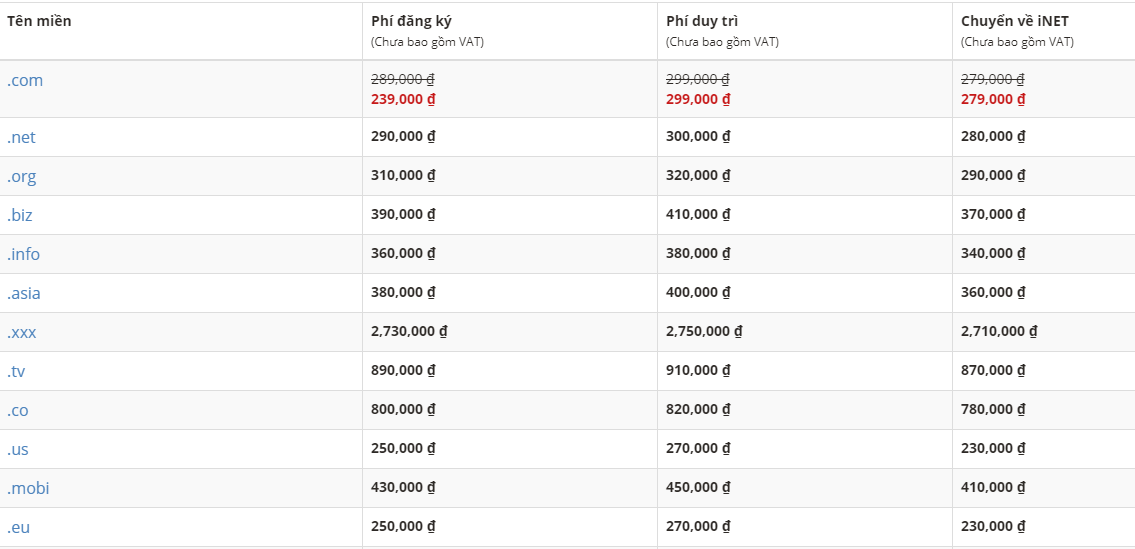 Tên miền Phí đăng ký Phí duy trì Chuyển về iNET
(Chưa bao gồm VAT) (Chưa bao gồm VAT) (Chưa bao gồm VAT)
.com 289,000 ₫ 299,000 ₫ 279,000 ₫
239,000 ₫ 299,000 ₫ 279,000 ₫
.net 290,000 ₫ 300,000 ₫ 280,000 ₫
.org 310,000 ₫ 320,000 ₫ 290,000 ₫
.biz 390,000 ₫ 410,000 ₫ 370,000 ₫
.info 360,000 ₫ 380,000 ₫ 340,000 ₫
.asia 380,000 ₫ 400,000 ₫ 360,000 ₫
.xxx 2,730,000 ₫ 2,750,000 ₫ 2,710,000 ₫
.tv 890,000 ₫ 910,000 ₫ 870,000 ₫
.co 800,000 ₫ 820,000 ₫ 780,000 ₫
.us 250,000 ₫ 270,000 ₫ 230,000 ₫
.mobi 430,000 ₫ 450,000 ₫ 410,000 ₫
.eu 250,000 ₫ 270,000 ₫ 230,000 ₫